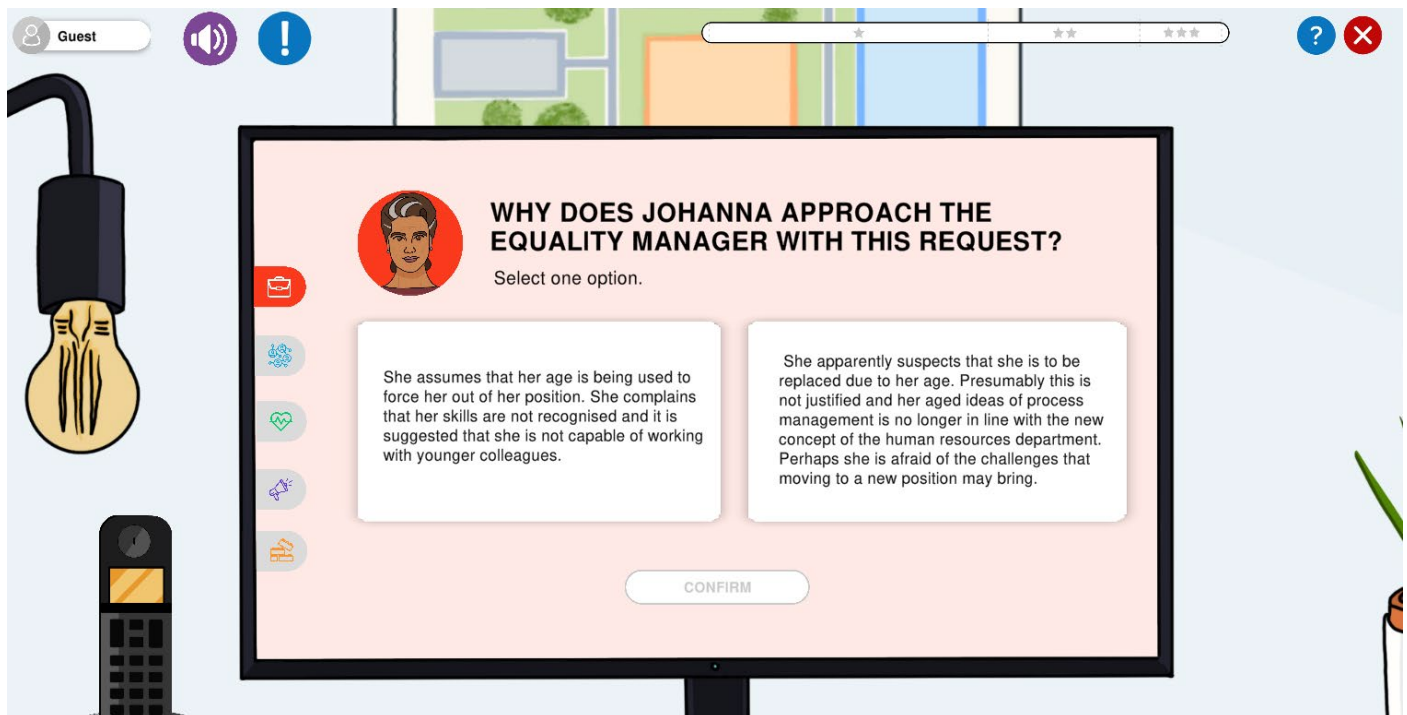 Guest
!
?
WHY DOES JOHANNA APPROACH THE
EQUALITY MANAGER WITH THIS REQUEST?
Select one option.
She assumes that her age is being used to
force her out of her position. She complains
that her skills are not recognised and it is
suggested that she is not capable of working
with younger colleagues.
She apparently suspects that she is to be
replaced due to her age. Presumably this is
not justified and her aged ideas of process
management is no longer in line with the new
concept of the human resources department.
Perhaps she is afraid of the challenges that
moving to a new position may bring.
CONFIRM